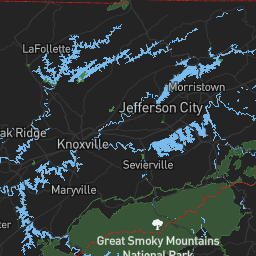 LaFollette
Morristown
Jefferson City
ak Ridge
Knoxville
Sevierville
Maryville
ter
Great Smoky Mountains
National Park